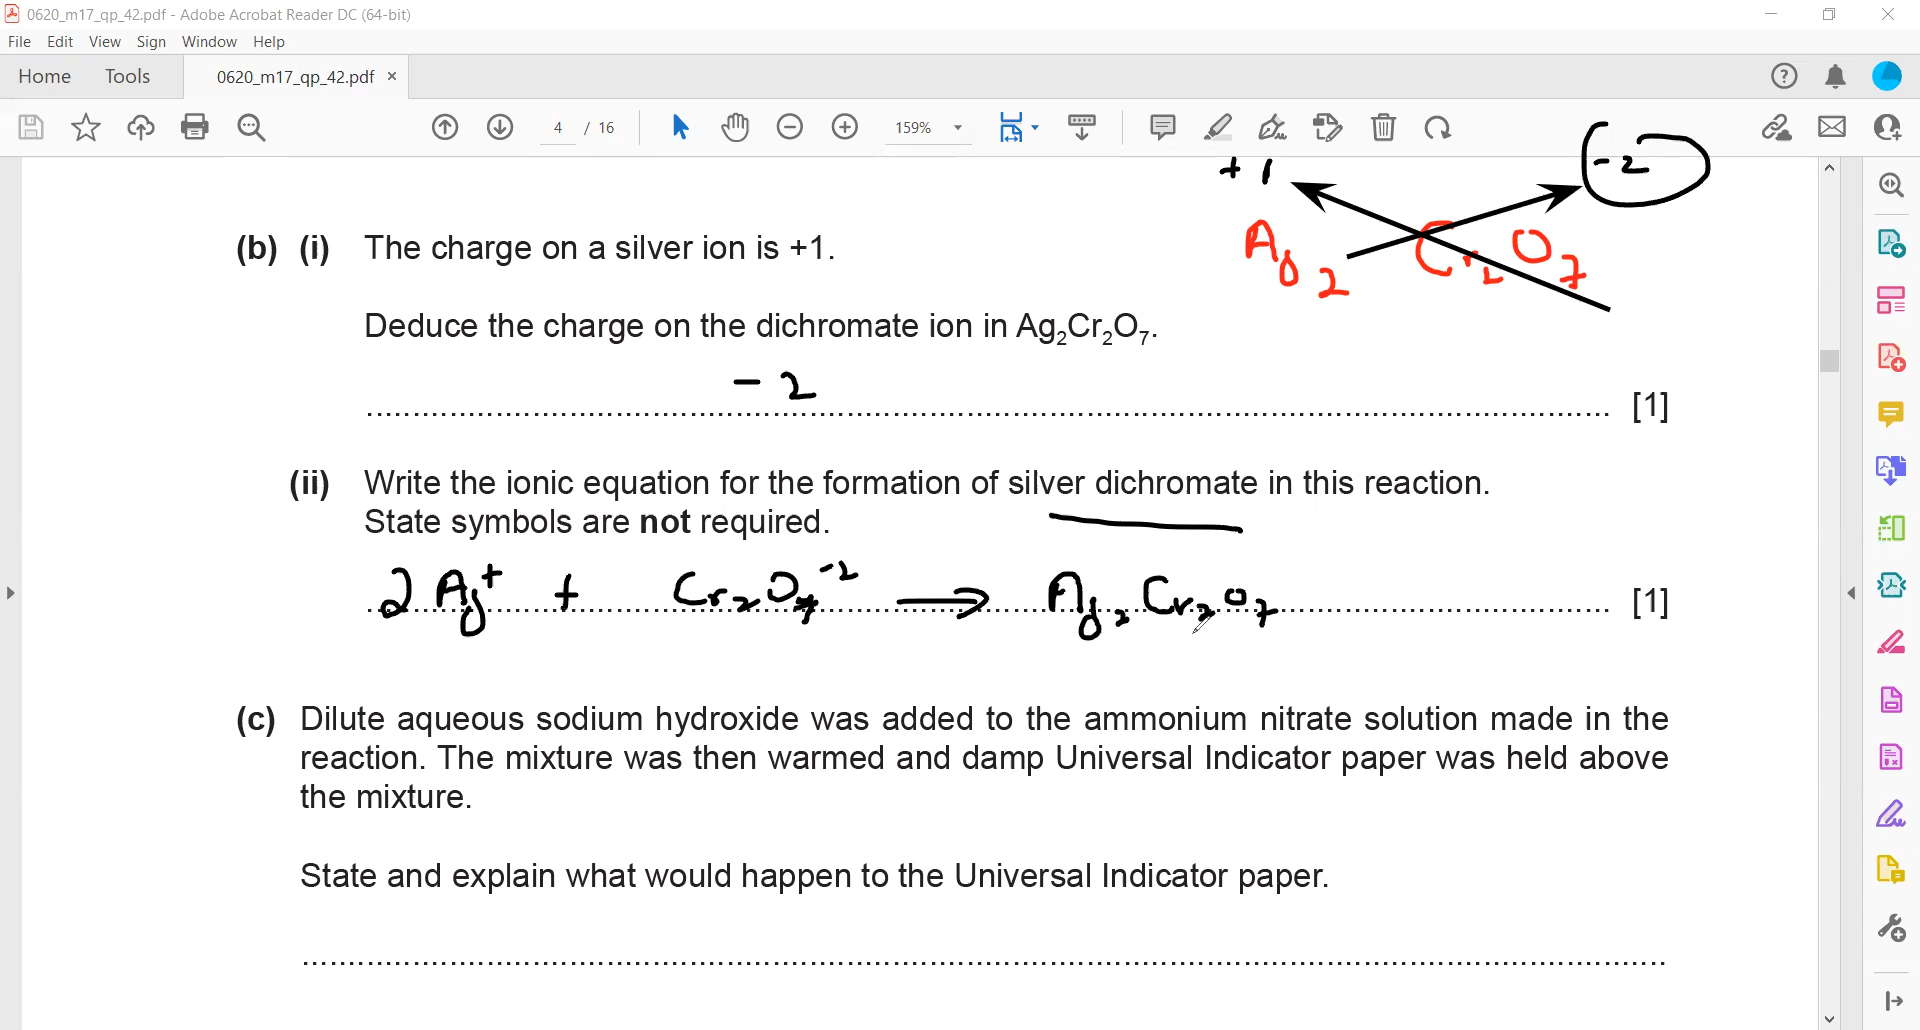 0620_m17_qp_42.pdf - Adobe Acrobat Reader DC (64-bit)
File Edit View Sign Window Help
Home Tools 0620_m17_qp_42.pdf ×
4 / 16 159%
+1 -2
Ag2 Cr2O7
(b) (i) The charge on a silver ion is +1.
Deduce the charge on the dichromate ion in Ag₂Cr₂O₇.
-2
[1]
(ii) Write the ionic equation for the formation of silver dichromate in this reaction.
State symbols are not required.
2Ag⁺ + Cr₂O₇⁻² → Ag₂Cr₂O₇ [1]
(c) Dilute aqueous sodium hydroxide was added to the ammonium nitrate solution made in the
reaction. The mixture was then warmed and damp Universal Indicator paper was held above
the mixture.
State and explain what would happen to the Universal Indicator paper.